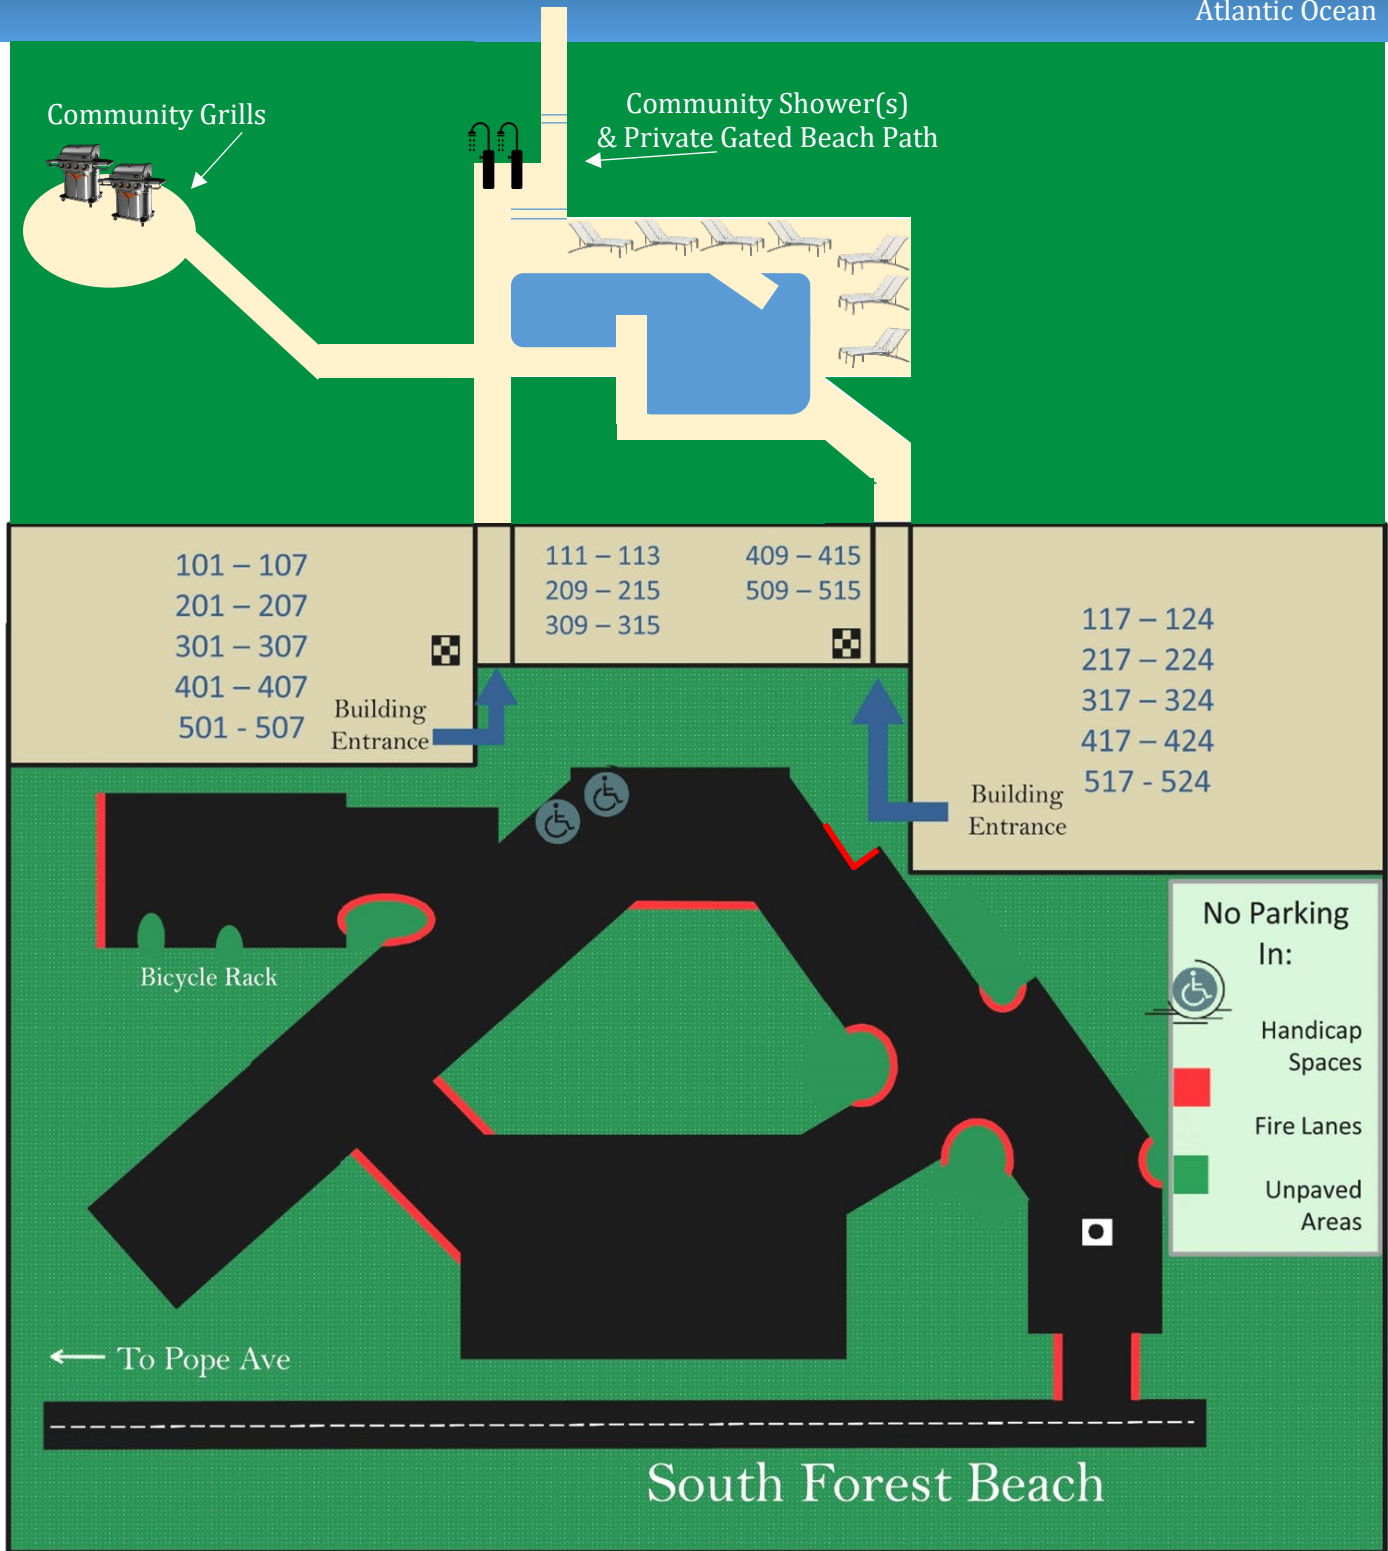 Atlantic Ocean
Community Grills
Community Shower(s)
& Private Gated Beach Path
101 – 107
201 – 207
301 – 307
401 – 407
501 - 507
Building
Entrance
111 – 113
209 – 215
309 – 315
409 – 415
509 – 515
117 – 124
217 – 224
317 – 324
417 – 424
517 - 524
Building
Entrance
Bicycle Rack
No Parking
In:
Handicap
Spaces
Fire Lanes
Unpaved
Areas
To Pope Ave
South Forest Beach